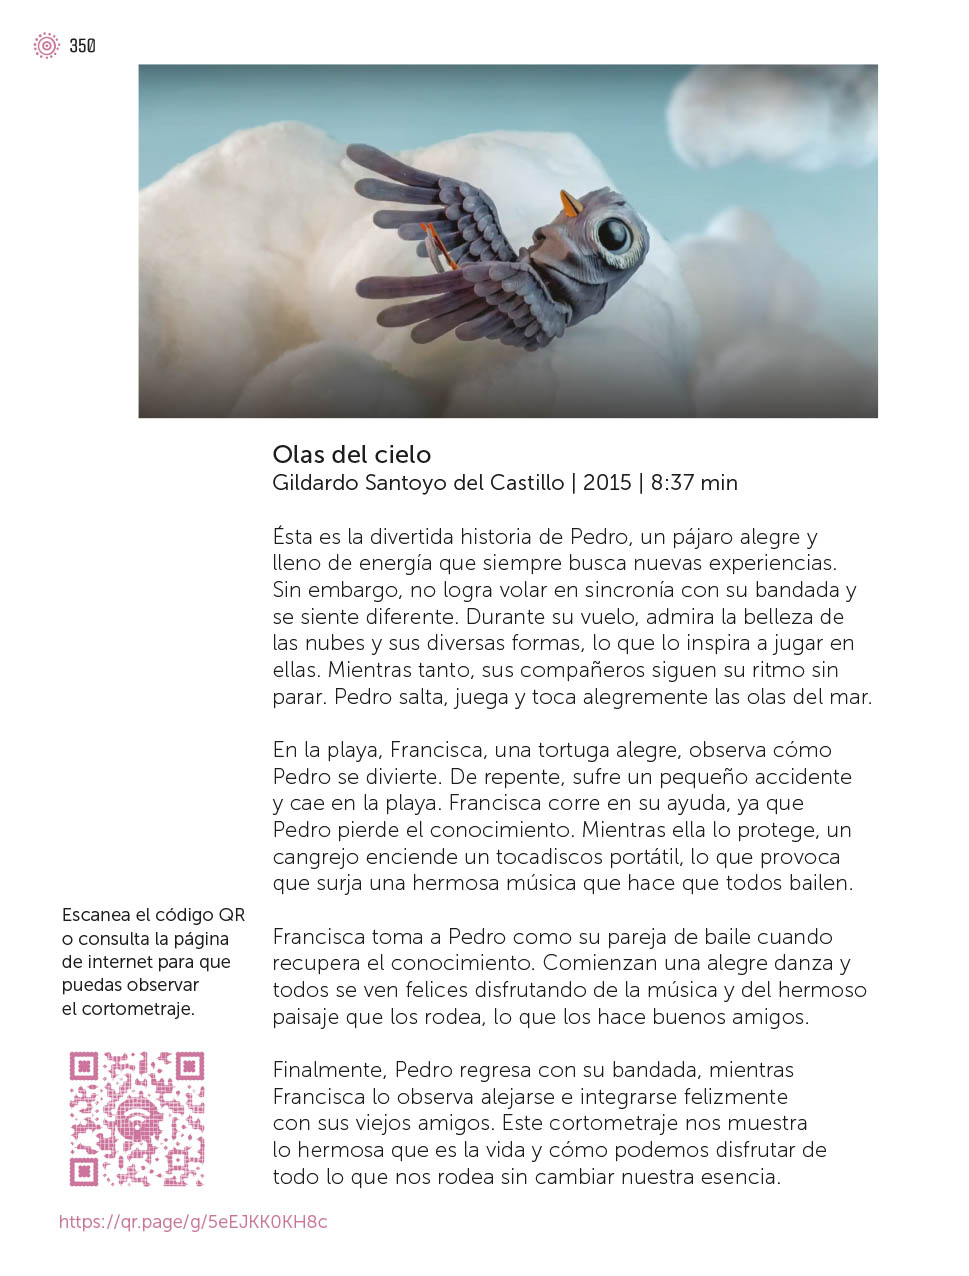 350
Olas del cielo
Gildardo Santoyo del Castillo | 2015 | 8:37 min
Ésta es la divertida historia de Pedro, un pájaro alegre y
lleno de energía que siempre busca nuevas experiencias.
Sin embargo, no logra volar en sincronía con su bandada y
se siente diferente. Durante su vuelo, admira la belleza de
las nubes y sus diversas formas, lo que lo inspira a jugar en
ellas. Mientras tanto, sus compañeros siguen su ritmo sin
parar. Pedro salta, juega y toca alegremente las olas del mar.
En la playa, Francisca, una tortuga alegre, observa cómo
Pedro se divierte. De repente, sufre un pequeño accidente
y cae en la playa. Francisca corre en su ayuda, ya que
Pedro pierde el conocimiento. Mientras ella lo protege, un
cangrejo enciende un tocadiscos portátil, lo que provoca
que surja una hermosa música que hace que todos bailen.
Francisca toma a Pedro como su pareja de baile cuando
recupera el conocimiento. Comienzan una alegre danza y
todos se ven felices disfrutando de la música y del hermoso
paisaje que los rodea, lo que los hace buenos amigos.
Finalmente, Pedro regresa con su bandada, mientras
Francisca lo observa alejarse e integrarse felizmente
con sus viejos amigos. Este cortometraje nos muestra
lo hermosa que es la vida y cómo podemos disfrutar de
todo lo que nos rodea sin cambiar nuestra esencia.
Escanea el código QR
o consulta la página
de internet para que
puedas observar
el cortometraje.
https://qr.page/g/5eEJKK0KH8c